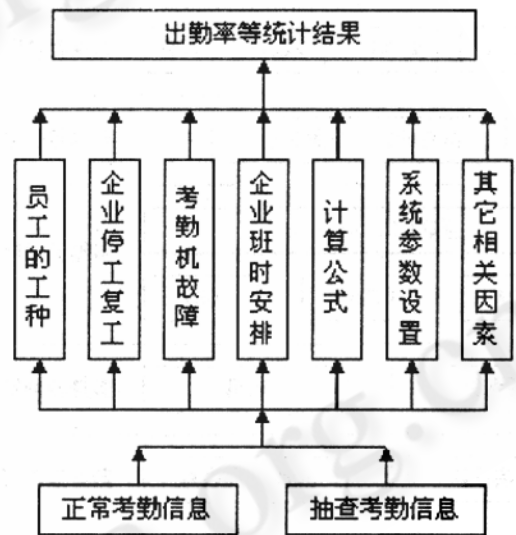 出勤率等统计结果
员工的工种
企业停工复工
考勤机故障
企业班时安排
计算公式
系统参数设置
其它相关因素
正常考勤信息
抽查考勤信息